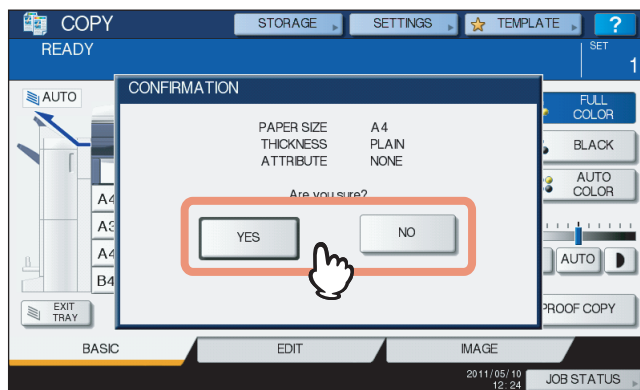 COPY
STORAGE
SETTINGS
TEMPLATE
?
READY
SET
1
AUTO
CONFIRMATION
PAPER SIZE A4
THICKNESS PLAIN
ATTRIBUTE NONE
Are you sure?
YES
NO
A4
A3
A4
B4
FULL
COLOR
BLACK
AUTO
COLOR
AUTO
EXIT
TRAY
PROOF COPY
BASIC
EDIT
IMAGE
2011/05/10
12:24
JOB STATUS